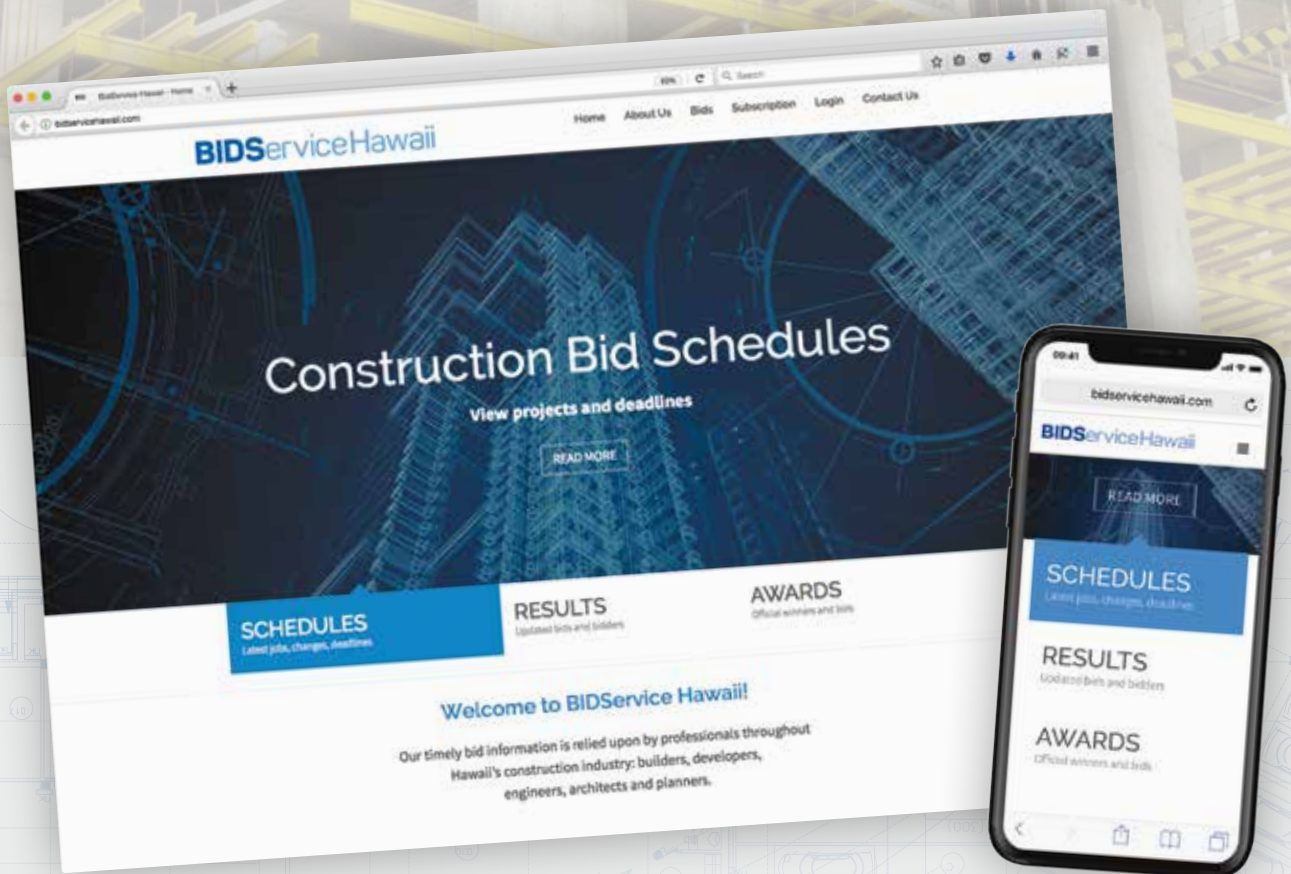 BidService Hawaii - Home
bidservicehawaii.com
Search
BIDServiceHawaii
Home About Us Bids Subscription Login Contact Us
Construction Bid Schedules
View projects and deadlines
READ MORE
SCHEDULES
Latest jobs, changes, deadlines
RESULTS
Updated bids and bidders
AWARDS
Official winners and bids
Welcome to BIDService Hawaii!
Our timely bid information is relied upon by professionals throughout
Hawaii's construction industry: builders, developers,
engineers, architects and planners.
09:41
bidservicehawaii.com
BIDServiceHawaii
READ MORE
SCHEDULES
Latest jobs, changes, deadlines
RESULTS
Updated bids and bidders
AWARDS
Official winners and bids